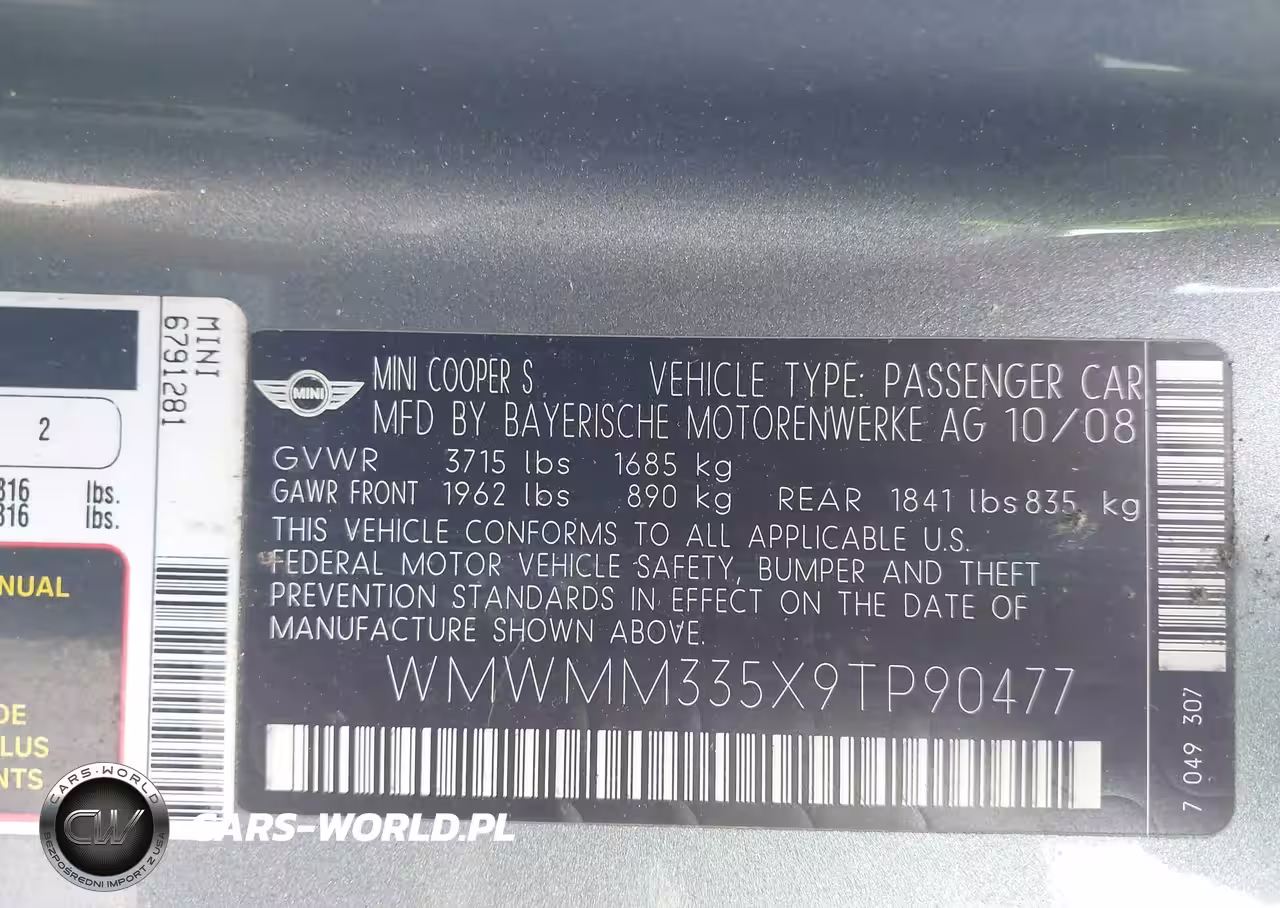 MINI
6791281
2
816 lbs.
816 lbs.
NUAL
DE
LUS
NTS
MINI
MINI COOPER S VEHICLE TYPE: PASSENGER CAR
MFD BY BAYERISCHE MOTORENWERKE AG 10/08
GVWR 3715 lbs 1685 kg
GAWR FRONT 1962 lbs 890 kg REAR 1841 lbs 835 kg
THIS VEHICLE CONFORMS TO ALL APPLICABLE U.S.
FEDERAL MOTOR VEHICLE SAFETY, BUMPER AND THEFT
PREVENTION STANDARDS IN EFFECT ON THE DATE OF
MANUFACTURE SHOWN ABOVE.
WMWMM335X9TP90477
7 049 307
CARS-WORLD
CW
BEZPOŚREDNI IMPORT Z USA
CARS-WORLD.PL